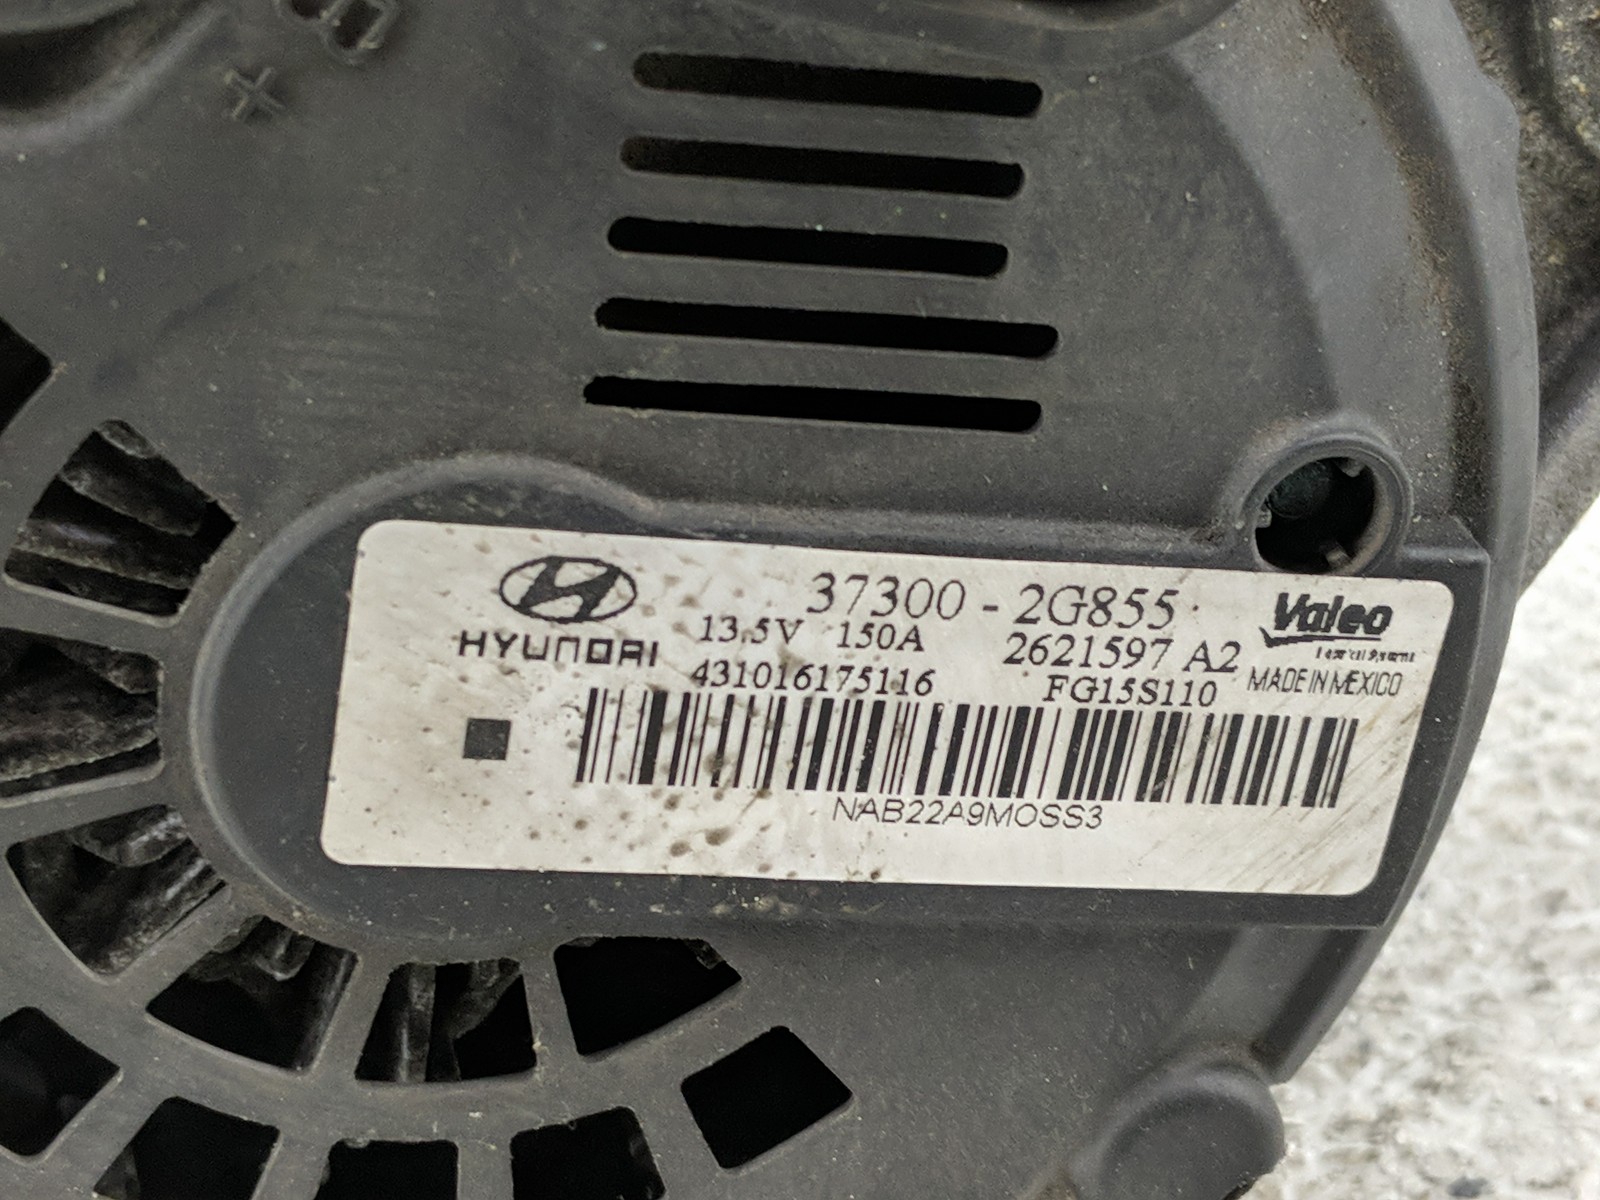 B+
HYUNDAI
37300 - 2G855
13.5V 150A
2621597 A2
431016175116
FG15S110
Valeo
MADE IN MEXICO
NAB22A9MOSS3